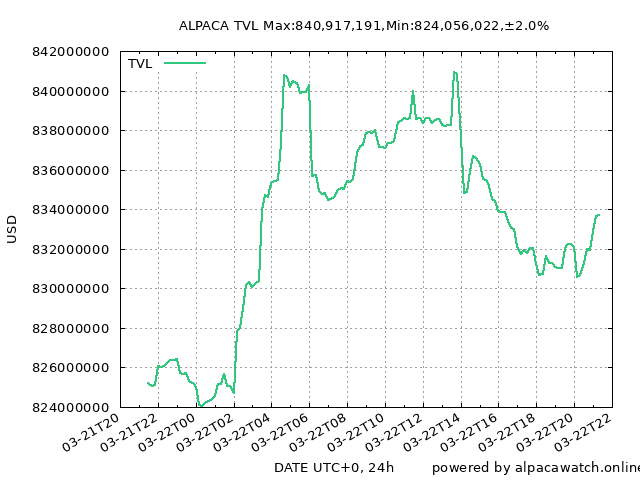 ALPACA TVL Max:840,917,191,Min:824,056,022,±2.0%
TVL
842000000
840000000
838000000
836000000
834000000
832000000
830000000
828000000
826000000
824000000
USD
03-21T20
03-21T22
03-22T00
03-22T02
03-22T04
03-22T06
03-22T08
03-22T10
03-22T12
03-22T14
03-22T16
03-22T18
03-22T20
03-22T22
DATE UTC+0, 24h
powered by alpacawatch.online